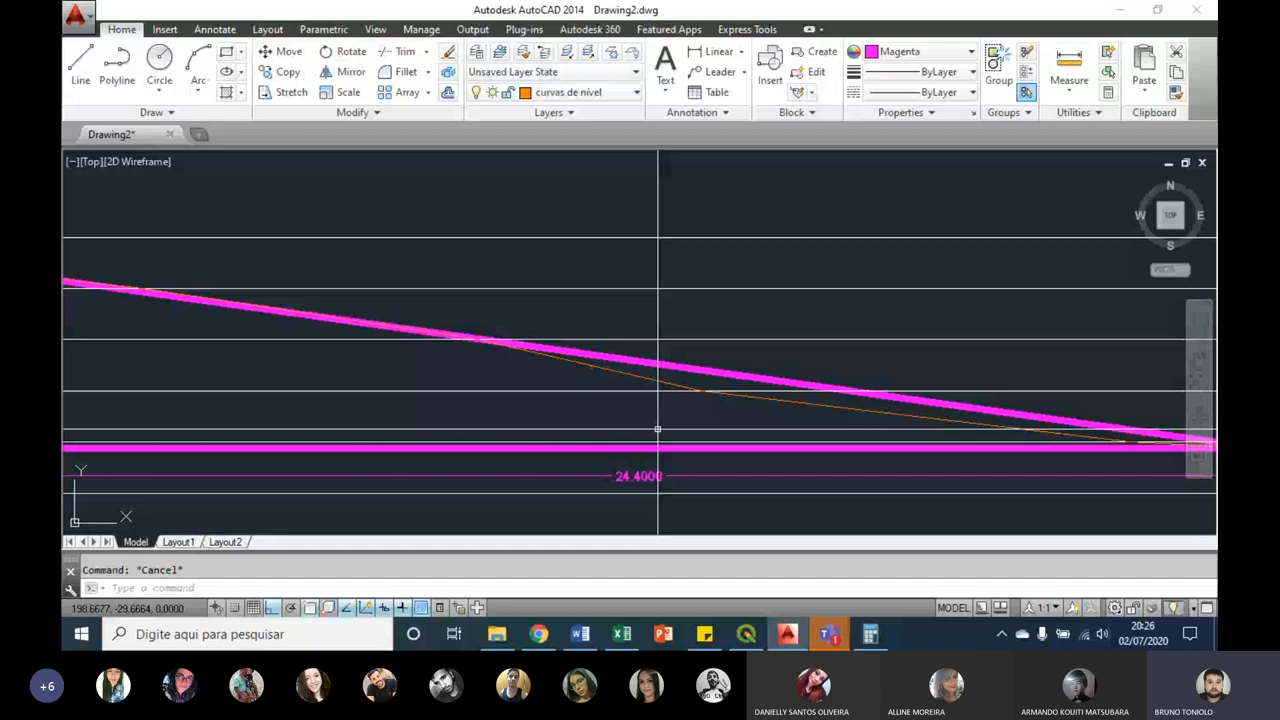 Autodesk AutoCAD 2014 Drawing2.dwg
Home Insert Annotate Layout Parametric View Manage Output Plug-ins Autodesk 360 Featured Apps Express Tools
Line Polyline Circle Arc
Move Rotate Trim
Copy Mirror Fillet
Stretch Scale Array
Unsaved Layer State
curvas de nível
Text
Linear
Leader
Table
Insert
Create
Edit
Magenta
ByLayer
ByLayer
Group
Measure
Paste
Draw Modify Layers Annotation Block Properties Groups Utilities Clipboard
Drawing2*
[−][Top][2D Wireframe]
N
W TOP E
S
WCS
24.4000
Y
X
Model Layout1 Layout2
Command: *Cancel*
Type a command
198.6677, -29.6664, 0.0000
MODEL
1:1
Digite aqui para pesquisar
20:26
02/07/2020
+6
DANIELLY SANTOS OLIVEIRA
ALLINE MOREIRA
ARMANDO KOUITI MATSUBARA
BRUNO TONIOLO